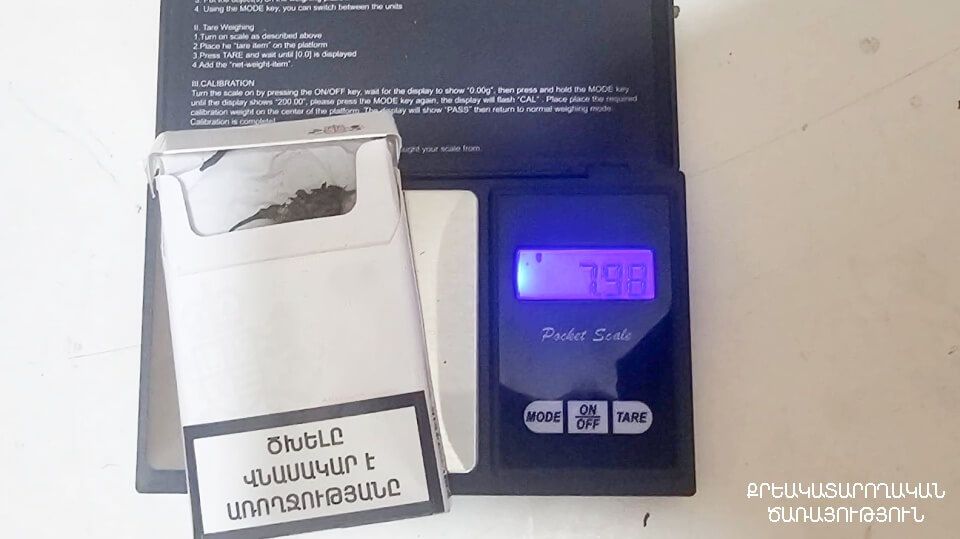 4. Using the MODE key, you can switch between the units
II. Tare Weighing
1.Turn on scale as described above
2.Place he "tare item" on the platform
3.Press TARE and wait until [0.0] is displayed
4.Add the "net-weight-item".
III.CALIBRATION
Turn the scale on by pressing the ON/OFF key, wait for the display to show "0.00g", then press and hold the MODE key
until the display shows "200.00", please press the MODE key again, the display will flash "CAL" . Place place the required
calibration weight on the center of the platform. The display will show "PASS" then return to normal weighing mode.
Calibration is complete!
your scale from.
7.98
Pocket Scale
MODE
ON
OFF
TARE
ԾԽԵԼԸ
ՎՆԱՍԱԿԱՐ Է
ԱՌՈՂՋՈՒԹՅԱՆԸ
ՔՐԵԱԿԱՏԱՐՈՂԱԿԱՆ
ԾԱՌԱՅՈՒԹՅՈՒՆ